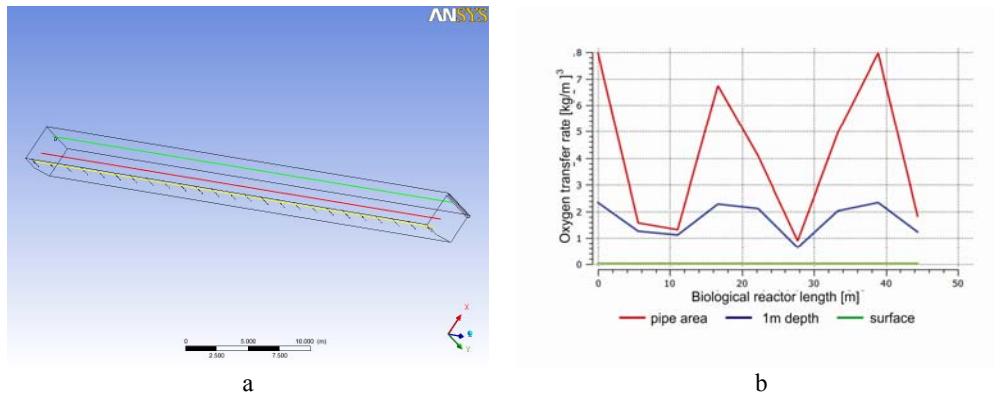 ANSYS
0 5.000 10.000 (m)
2.500 7.500
X
Y
a
Oxygen transfer rate [kg/m ]3
,8
7
6
5
4
3
2
1
0
0 10 20 30 40 50
Biological reactor length [m]
pipe area 1m depth surface
b